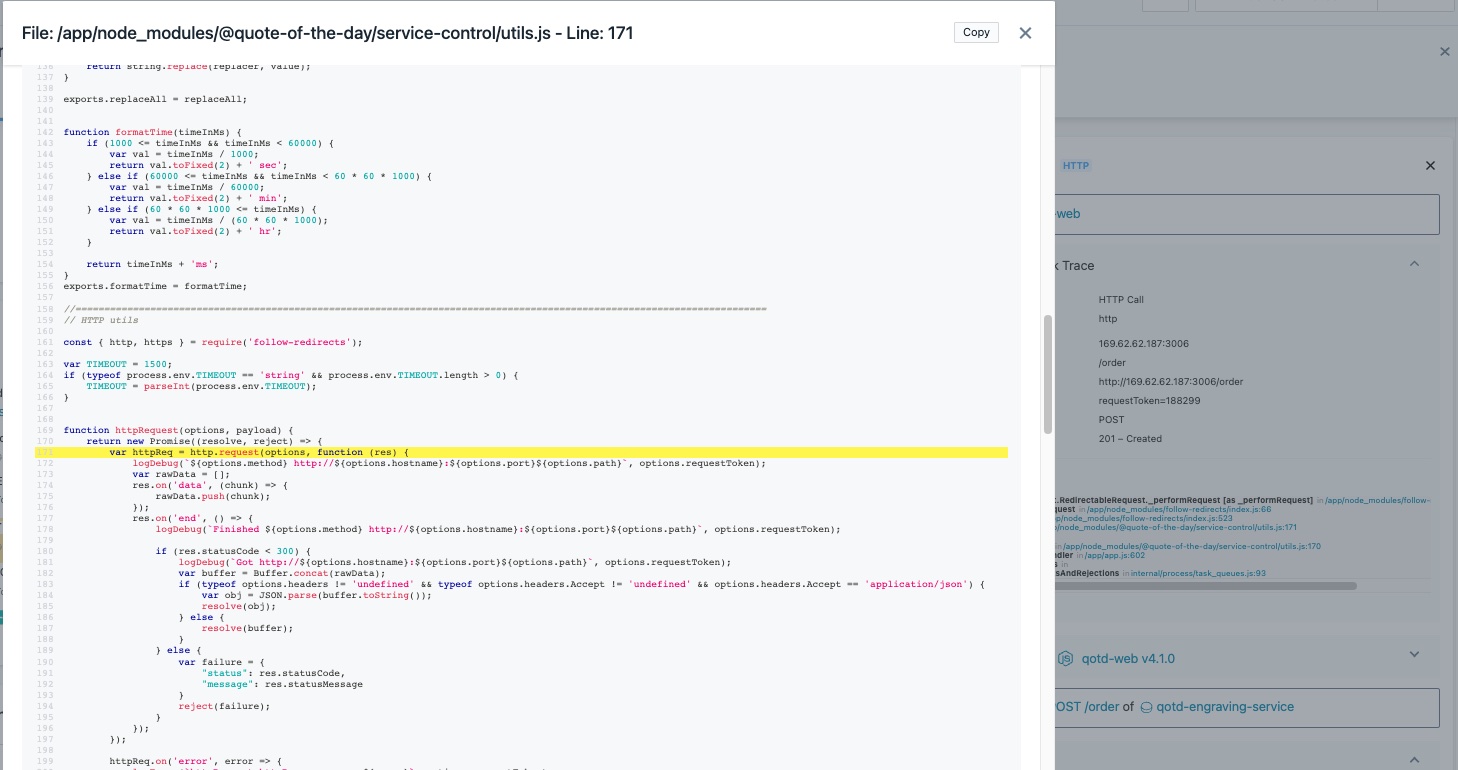 File: /app/node_modules/@quote-of-the-day/service-control/utils.js - Line: 171
Copy
136 return string.replace(replacer, value);
137 }
138
139 exports.replaceAll = replaceAll;
140
141
142 function formatTime(timeInMs) {
143 if (1000 <= timeInMs && timeInMs < 60000) {
144 var val = timeInMs / 1000;
145 return val.toFixed(2) + ' sec';
146 } else if (60000 <= timeInMs && timeInMs < 60 * 60 * 1000) {
147 var val = timeInMs / 60000;
148 return val.toFixed(2) + ' min';
149 } else if (60 * 60 * 1000 <= timeInMs) {
150 var val = timeInMs / (60 * 60 * 1000);
151 return val.toFixed(2) + ' hr';
152 }
153
154 return timeInMs + 'ms';
155 }
156 exports.formatTime = formatTime;
157
158 //=========================================================================================================================
159 // HTTP utils
160
161 const { http, https } = require('follow-redirects');
162
163 var TIMEOUT = 1500;
164 if (typeof process.env.TIMEOUT == 'string' && process.env.TIMEOUT.length > 0) {
165 TIMEOUT = parseInt(process.env.TIMEOUT);
166 }
167
168
169 function httpRequest(options, payload) {
170 return new Promise((resolve, reject) => {
171 var httpReq = http.request(options, function (res) {
172 logDebug(`${options.method} http://${options.hostname}:${options.port}${options.path}`, options.requestToken);
173 var rawData = [];
174 res.on('data', (chunk) => {
175 rawData.push(chunk);
176 });
177 res.on('end', () => {
178 logDebug(`Finished ${options.method} http://${options.hostname}:${options.port}${options.path}`, options.requestToken);
179
180 if (res.statusCode < 300) {
181 logDebug(`Got http://${options.hostname}:${options.port}${options.path}`, options.requestToken);
182 var buffer = Buffer.concat(rawData);
183 if (typeof options.headers != 'undefined' && typeof options.headers.Accept != 'undefined' && options.headers.Accept == 'application/json') {
184 var obj = JSON.parse(buffer.toString());
185 resolve(obj);
186 } else {
187 resolve(buffer);
188 }
189 } else {
190 var failure = {
191 "status": res.statusCode,
192 "message": res.statusMessage
193 }
194 reject(failure);
195 }
196 });
197 });
198
199 httpReq.on('error', error => {
HTTP
-web
k Trace
HTTP Call
http
169.62.62.187:3006
/order
http://169.62.62.187:3006/order
requestToken=188299
POST
201 – Created
t.RedirectableRequest._performRequest [as _performRequest] in /app/node_modules/follow-
quest in /app/node_modules/follow-redirects/index.js:66
p/node_modules/follow-redirects/index.js:523
/node_modules/@quote-of-the-day/service-control/utils.js:171
in /app/node_modules/@quote-of-the-day/service-control/utils.js:170
ndler in /app/app.js:602
s in
sAndRejections in internal/process/task_queues.js:93
qotd-web v4.1.0
POST /order of qotd-engraving-service